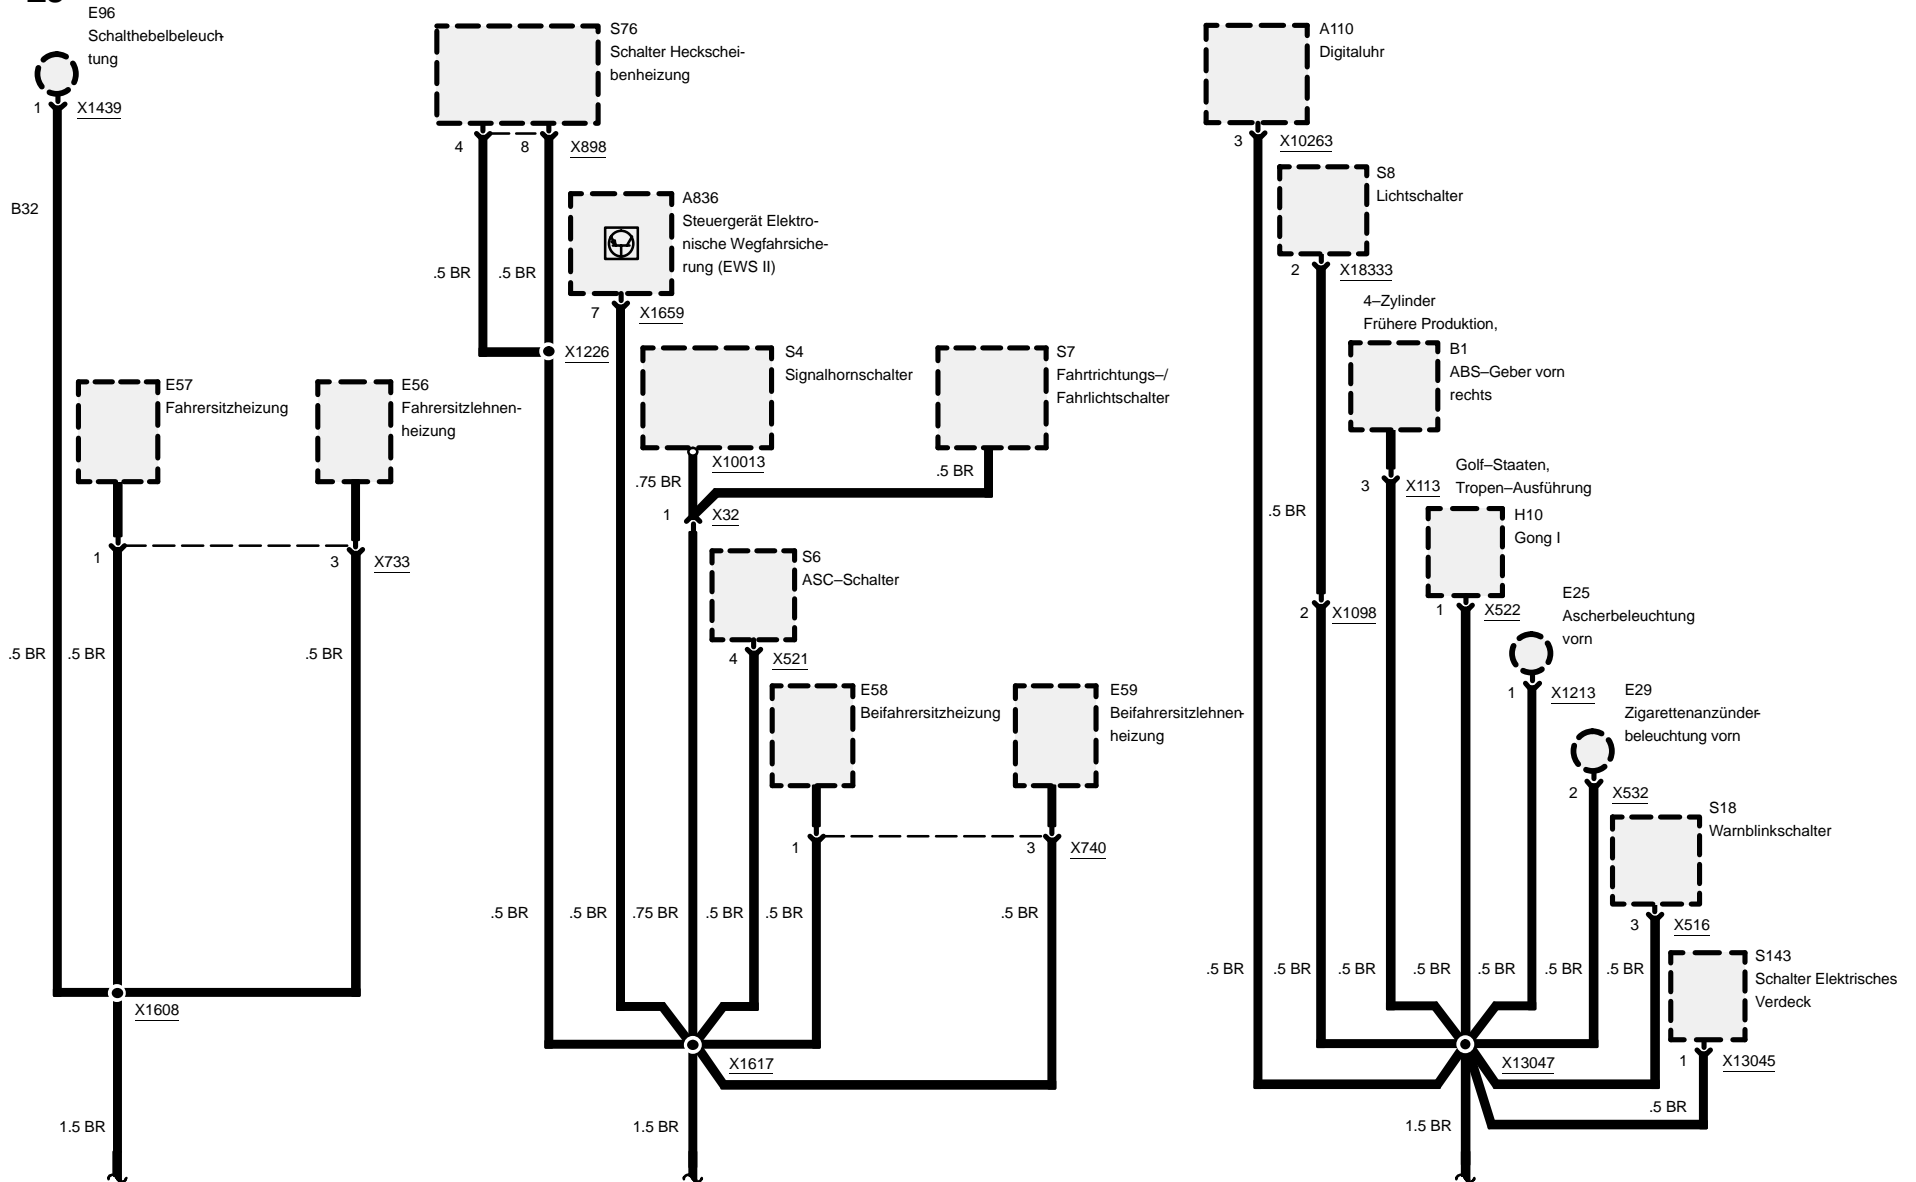 E96
Schalthebelbeleuch-
tung
1
X1439
B32
E57
Fahrersitzheizung
E56
Fahrersitzlehnen-
heizung
1
3
X733
.5 BR
.5 BR
.5 BR
X1608
1.5 BR
S76
Schalter Heckschei-
benheizung
4
8
X898
.5 BR
.5 BR
A836
Steuergerät Elektro-
nische Wegfahrsiche-
rung (EWS II)
7
X1659
X1226
S4
Signalhornschalter
S7
Fahrtrichtungs–/
Fahrlichtschalter
X10013
.75 BR
.5 BR
1
X32
S6
ASC–Schalter
4
X521
E58
Beifahrersitzheizung
E59
Beifahrersitzlehnen-
heizung
1
3
X740
.5 BR
.5 BR
.75 BR
.5 BR
.5 BR
.5 BR
X1617
1.5 BR
A110
Digitaluhr
3
X10263
S8
Lichtschalter
2
X18333
4–Zylinder
Frühere Produktion,
B1
ABS–Geber vorn
rechts
3
X113
Golf–Staaten,
Tropen–Ausführung
H10
Gong I
.5 BR
2
X1098
1
X522
E25
Ascherbeleuchtung
vorn
1
X1213
E29
Zigarettenanzünder-
beleuchtung vorn
2
X532
S18
Warnblinkschalter
3
X516
S143
Schalter Elektrisches
Verdeck
1
X13045
.5 BR
.5 BR
.5 BR
.5 BR
.5 BR
.5 BR
.5 BR
X13047
.5 BR
1.5 BR